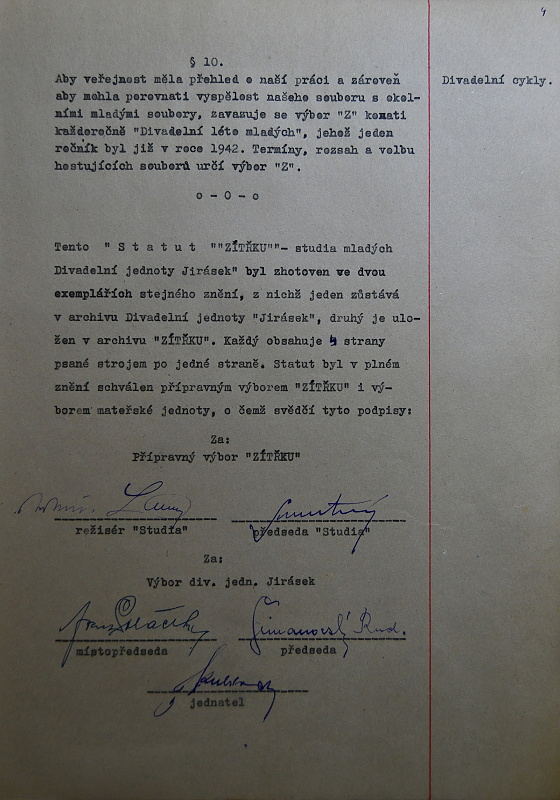 4
§ 10.
Aby veřejnost měla přehled o naší práci a zároveň
Divadelní cykly.
aby mohla porovnati vyspělost našeho souboru s okol-
ními mladými soubory, zavazuje se výbor "Z" konati
každoročně "Divadelní léto mladých", jehož jeden
ročník byl již v roce 1942. Termíny, rozsah a volbu
hostujících souborů určí výbor "Z".
o - O - o
Tento " S t a t u t ""ZÍTŘKU""- studia mladých
Divadelní jednoty Jirásek" byl zhotoven ve dvou
exemplářích stejného znění, z nichž jeden zůstává
v archivu Divadelní jednoty "Jirásek", druhý je ulo-
žen v archivu "ZÍTŘKU". Každý obsahuje 4 strany
psané strojem po jedné straně. Statut byl v plném
znění schválen přípravným výborem "ZÍTŘKU" i vý-
borem mateřské jednoty, o čemž svědčí tyto podpisy:
Za:
Přípravný výbor "ZÍTŘKU"
režisér "Studia"
předseda "Studia"
Za:
Výbor div. jedn. Jirásek
Šimanovský Rud.
místopředseda
předseda
jednatel